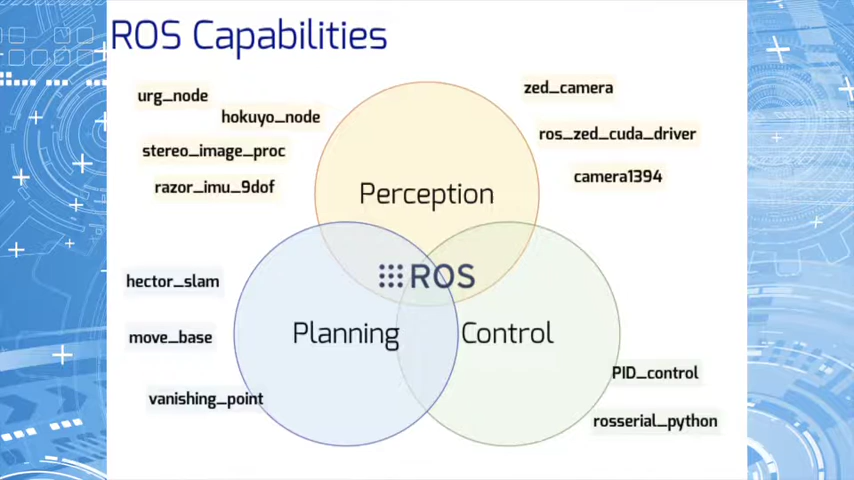 ROS Capabilities
urg_node
hokuyo_node
stereo_image_proc
razor_imu_9dof
zed_camera
ros_zed_cuda_driver
camera1394
Perception
ROS
hector_slam
move_base
vanishing_point
Planning
Control
PID_control
rosserial_python